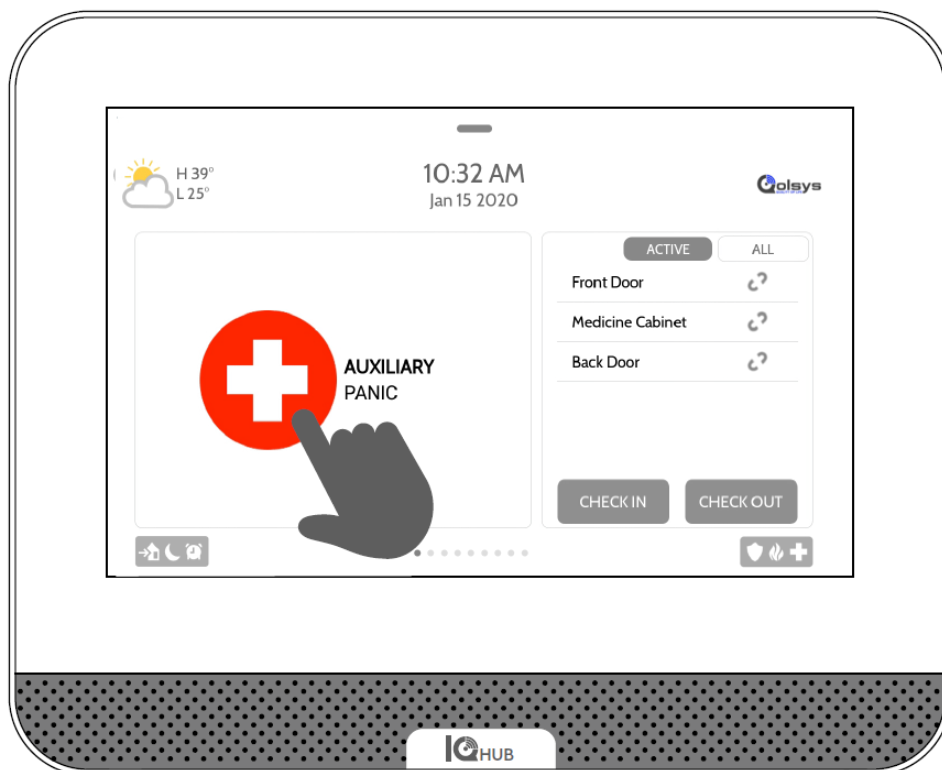 H 39°
L 25°
10:32 AM
Jan 15 2020
Qolsys
AUXILIARY
PANIC
ACTIVE
ALL
Front Door
Medicine Cabinet
Back Door
CHECK IN
CHECK OUT
IQ HUB